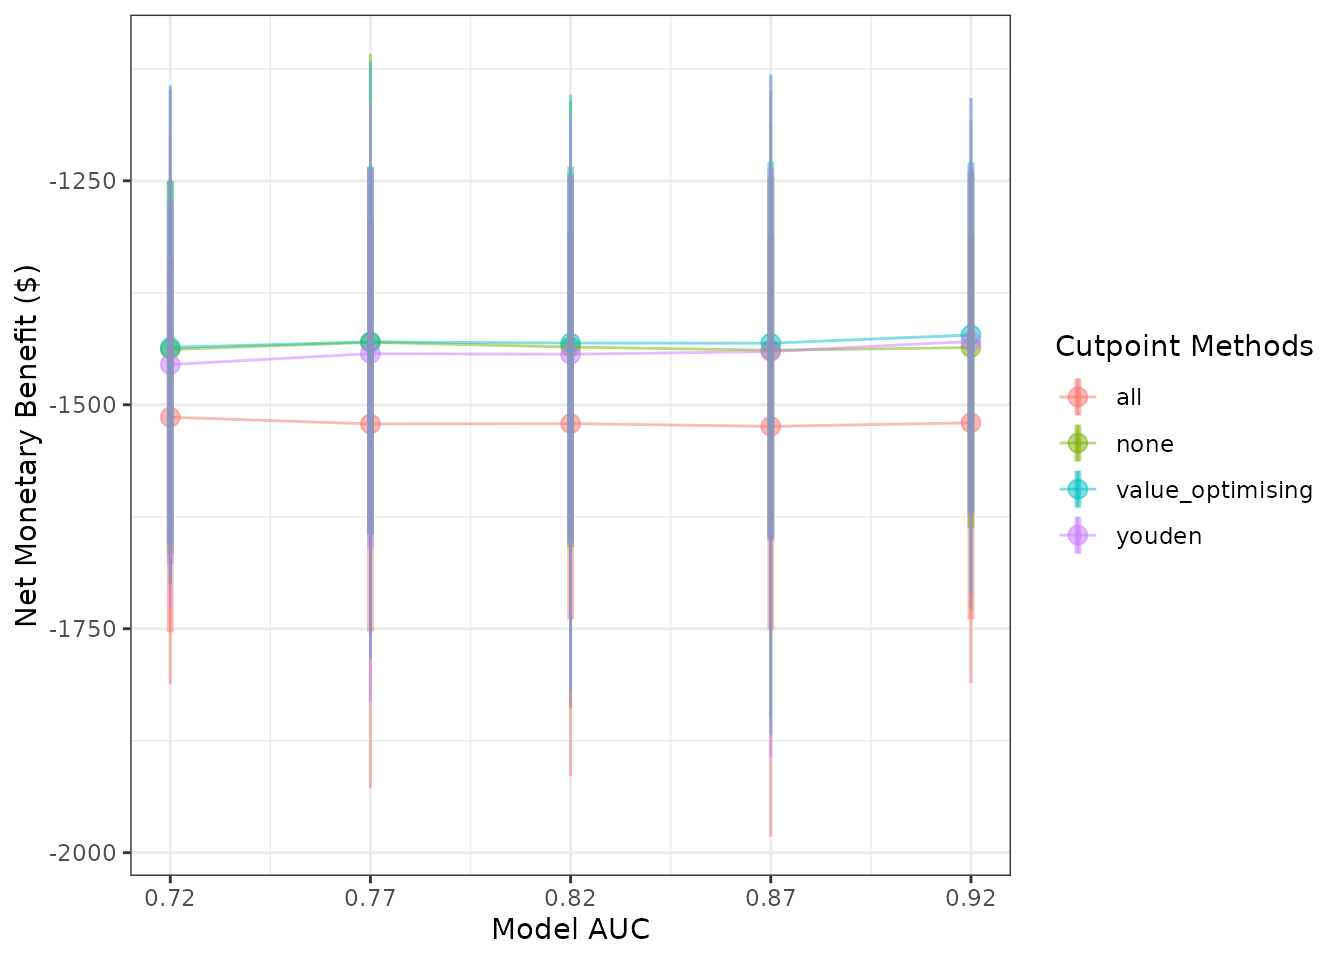 Net Monetary Benefit ($)
-1250
-1500
-1750
-2000
0.72 0.77 0.82 0.87 0.92
Model AUC
Cutpoint Methods
all
none
value_optimising
youden